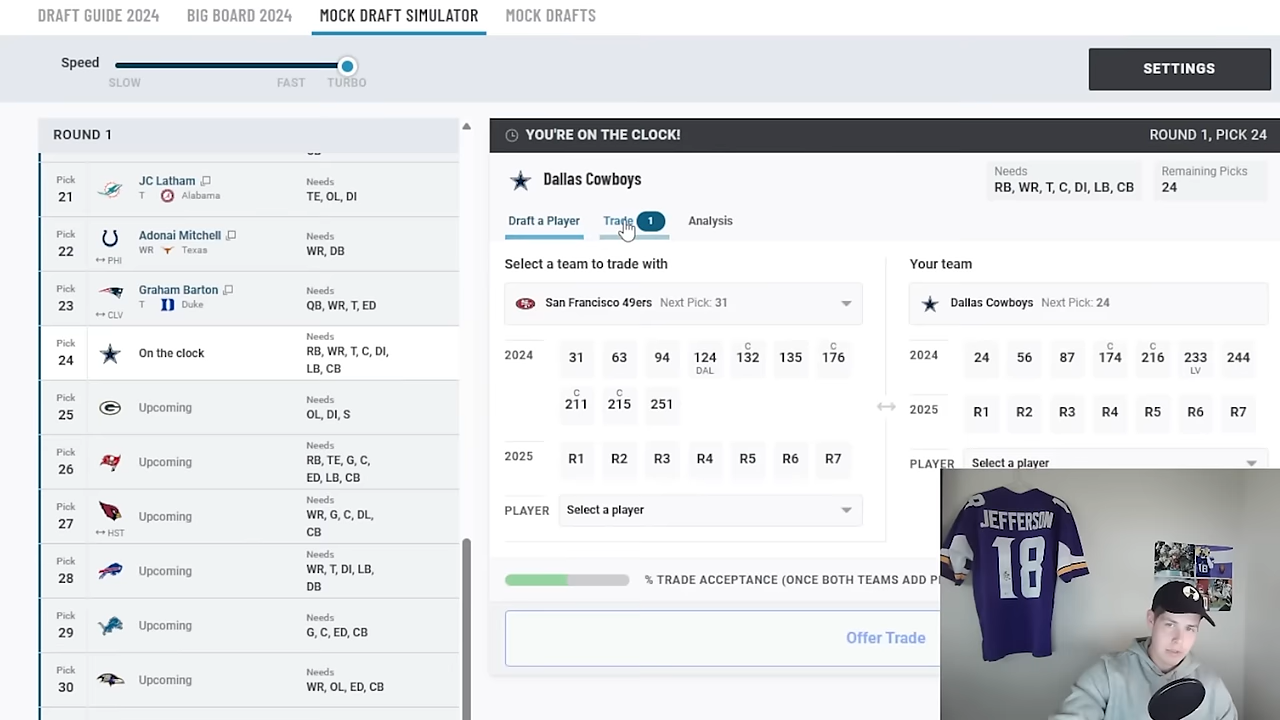 DRAFT GUIDE 2024 BIG BOARD 2024 MOCK DRAFT SIMULATOR MOCK DRAFTS
Speed
SLOW FAST TURBO
SETTINGS
ROUND 1
Pick 21 JC Latham T Alabama Needs TE, OL, DI
Pick 22 PHI Adonai Mitchell WR Texas Needs WR, DB
Pick 23 CLV Graham Barton T Duke Needs QB, WR, T, ED
Pick 24 On the clock Needs RB, WR, T, C, DI,
LB, CB
Pick 25 Upcoming Needs OL, DI, S
Pick 26 Upcoming Needs RB, TE, G, C,
ED, LB, CB
Pick 27 HST Upcoming Needs WR, G, C, DL,
CB
Pick 28 Upcoming Needs WR, T, DI, LB,
DB
Pick 29 Upcoming Needs G, C, ED, CB
Pick 30 Upcoming Needs WR, OL, ED, CB
YOU'RE ON THE CLOCK! ROUND 1, PICK 24
Dallas Cowboys
Needs
RB, WR, T, C, DI, LB, CB
Remaining Picks
24
Draft a Player Trade 1 Analysis
Select a team to trade with
San Francisco 49ers Next Pick: 31
2024 31 63 94 124 DAL C 132 135 C 176
C 211 C 215 251
2025 R1 R2 R3 R4 R5 R6 R7
PLAYER Select a player
Your team
Dallas Cowboys Next Pick: 24
2024 24 56 87 C 174 C 216 233 LV 244
2025 R1 R2 R3 R4 R5 R6 R7
PLAYER Select a player
% TRADE ACCEPTANCE (ONCE BOTH TEAMS ADD
Offer Trade
JEFFERSON
18